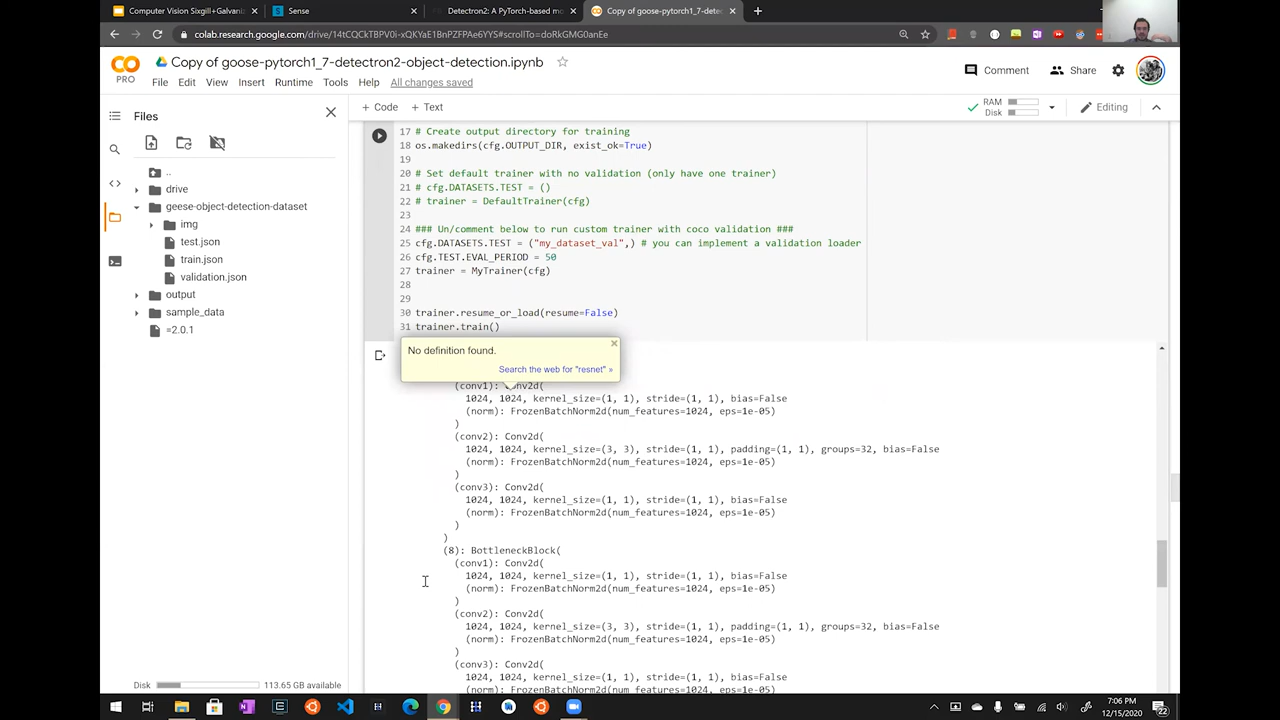 Computer Vision Sixgill+Galvani
Sense
Detectron2: A PyTorch-based mo
Copy of goose-pytorch1_7-detec
colab.research.google.com/drive/14tCQCkTBPV0i-xQKYaE1BnPZFPAe6YYS#scrollTo=doRkGMG0anEe
PRO
Copy of goose-pytorch1_7-detectron2-object-detection.ipynb
File Edit View Insert Runtime Tools Help All changes saved
Comment
Share
Files
+ Code + Text
RAM
Disk
Editing
..
drive
geese-object-detection-dataset
img
test.json
train.json
validation.json
output
sample_data
=2.0.1
17 # Create output directory for training
18 os.makedirs(cfg.OUTPUT_DIR, exist_ok=True)
19
20 # Set default trainer with no validation (only have one trainer)
21 # cfg.DATASETS.TEST = ()
22 # trainer = DefaultTrainer(cfg)
23
24 ### Un/comment below to run custom trainer with coco validation ###
25 cfg.DATASETS.TEST = ("my_dataset_val",) # you can implement a validation loader
26 cfg.TEST.EVAL_PERIOD = 50
27 trainer = MyTrainer(cfg)
28
29
30 trainer.resume_or_load(resume=False)
31 trainer.train()
No definition found.
Search the web for "resnet" »
(conv1): Conv2d(
1024, 1024, kernel_size=(1, 1), stride=(1, 1), bias=False
(norm): FrozenBatchNorm2d(num_features=1024, eps=1e-05)
)
(conv2): Conv2d(
1024, 1024, kernel_size=(3, 3), stride=(1, 1), padding=(1, 1), groups=32, bias=False
(norm): FrozenBatchNorm2d(num_features=1024, eps=1e-05)
)
(conv3): Conv2d(
1024, 1024, kernel_size=(1, 1), stride=(1, 1), bias=False
(norm): FrozenBatchNorm2d(num_features=1024, eps=1e-05)
)
)
(8): BottleneckBlock(
(conv1): Conv2d(
1024, 1024, kernel_size=(1, 1), stride=(1, 1), bias=False
(norm): FrozenBatchNorm2d(num_features=1024, eps=1e-05)
)
(conv2): Conv2d(
1024, 1024, kernel_size=(3, 3), stride=(1, 1), padding=(1, 1), groups=32, bias=False
(norm): FrozenBatchNorm2d(num_features=1024, eps=1e-05)
)
(conv3): Conv2d(
1024, 1024, kernel_size=(1, 1), stride=(1, 1), bias=False
(norm): FrozenBatchNorm2d(num_features=1024, eps=1e-05)
Disk 113.65 GB available
7:06 PM
12/15/2020
22